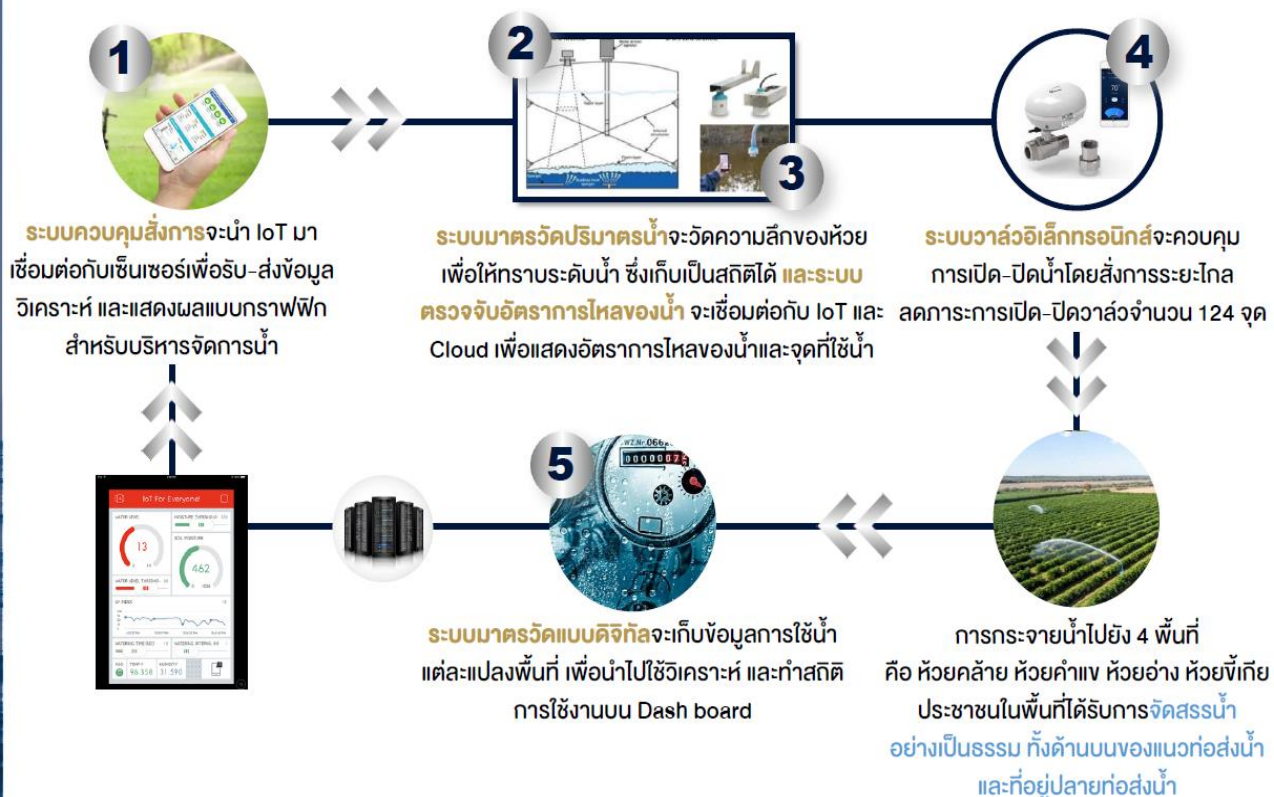 1
ระบบควบคุมสั่งการจะนำ IoT มา
เชื่อมต่อกับเซ็นเซอร์เพื่อรับ-ส่งข้อมูล
วิเคราะห์ และแสดงผลแบบกราฟฟิก
สำหรับบริหารจัดการน้ำ
2
3
ระบบมาตรวัดปริมาตรน้ำจะวัดความลึกของห้วย
เพื่อให้ทราบระดับน้ำ ซึ่งเก็บเป็นสถิติได้ และระบบ
ตรวจจับอัตราการไหลของน้ำ จะเชื่อมต่อกับ IoT และ
Cloud เพื่อแสดงอัตราการไหลของน้ำและจุดที่ใช้น้ำ
4
ระบบวาล์วอิเล็กทรอนิกส์จะควบคุม
การเปิด-ปิดน้ำโดยสั่งการระยะไกล
ลดภาระการเปิด-ปิดวาล์วจำนวน 124 จุด
IoT For Everyone!
WATER LEVEL
13
SOIL MOISTURE
462
UV INDEX
96.358
31.590
5
ระบบมาตรวัดแบบดิจิทัลจะเก็บข้อมูลการใช้น้ำ
แต่ละแปลงพื้นที่ เพื่อนำไปใช้วิเคราะห์ และทำสถิติ
การใช้งานบน Dash board
การกระจายน้ำไปยัง 4 พื้นที่
คือ ห้วยคล้าย ห้วยคำแข ห้วยอ่าง ห้วยขี้เกีย
ประชาชนในพื้นที่ได้รับการจัดสรรน้ำ
อย่างเป็นธรรม ทั้งด้านบนของแนวท่อส่งน้ำ
และที่อยู่ปลายท่อส่งน้ำ